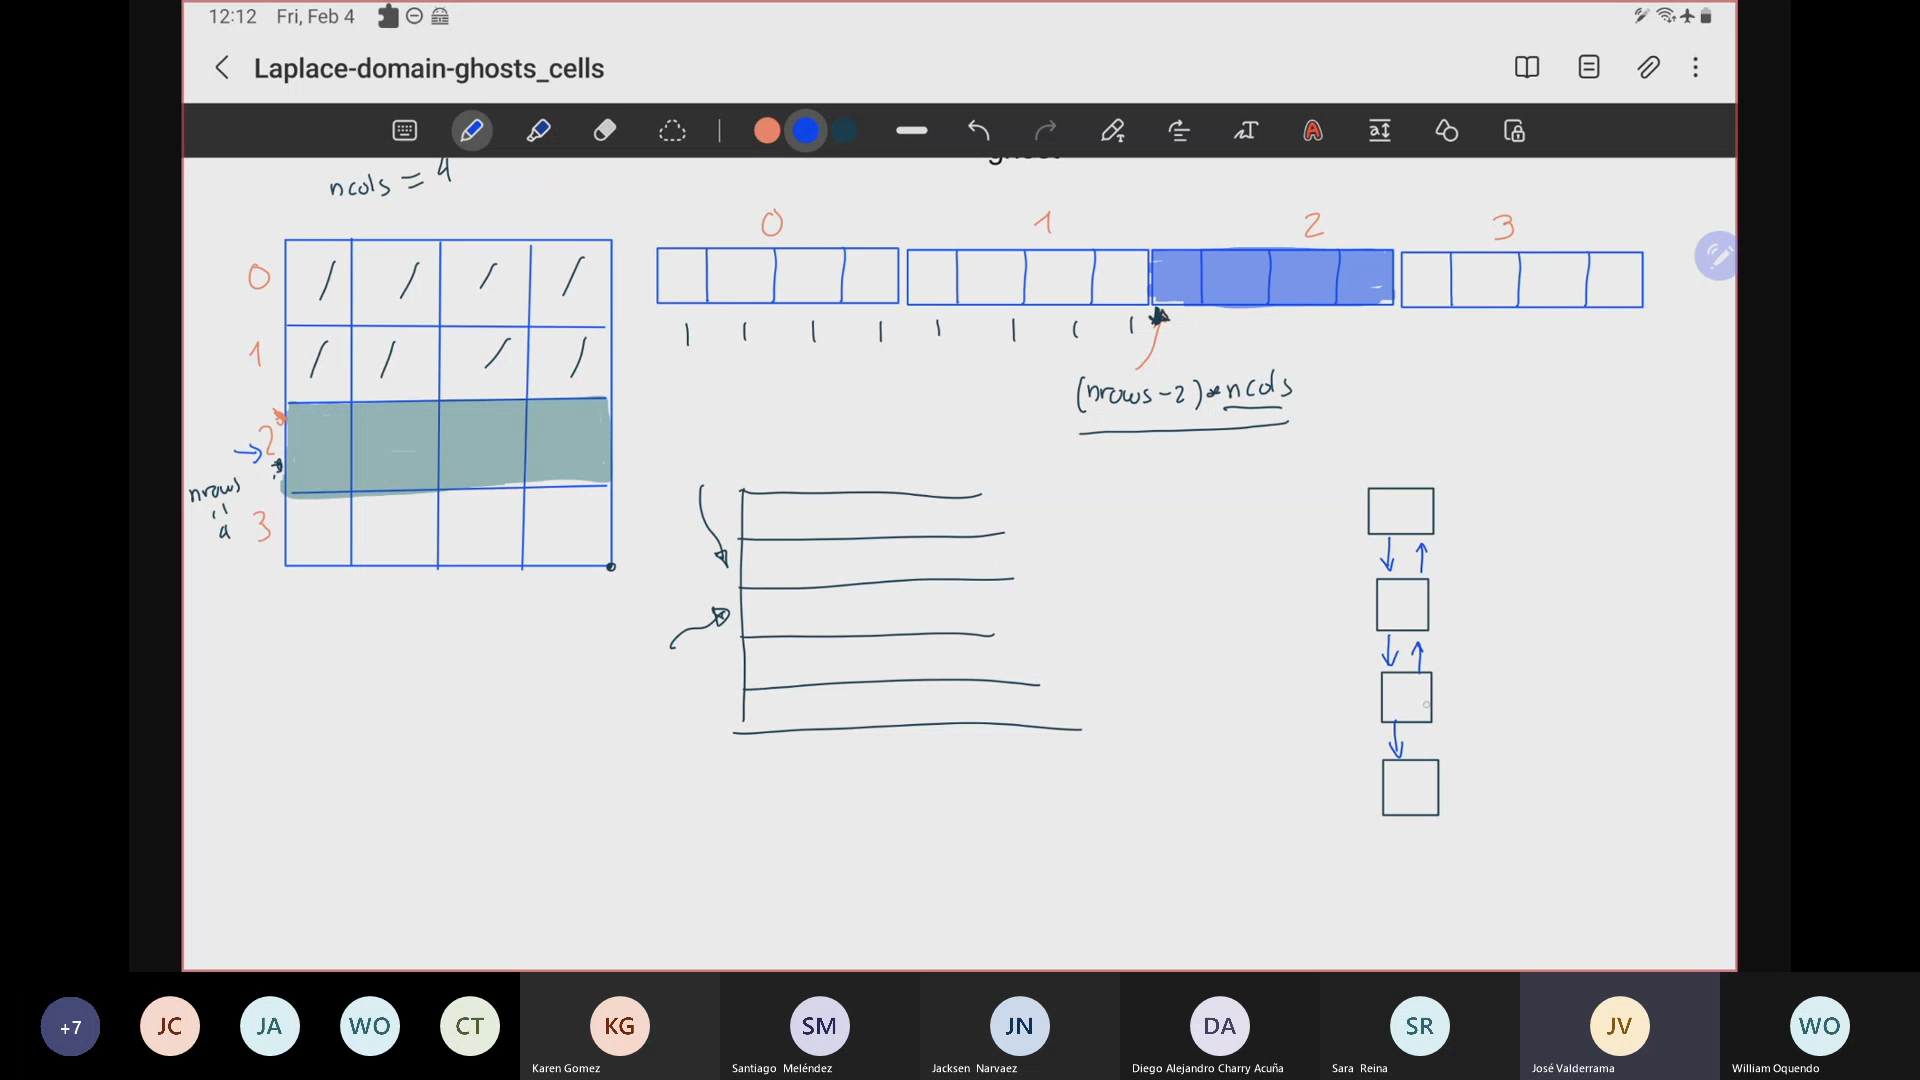 12:12 Fri, Feb 4
Laplace-domain-ghosts_cells
ghost
ncols = 4
0 1 2 3
0
1
2
3
nrows
4
(nrows-2)*ncols
+7
JC
JA
WO
CT
KG
Karen Gomez
SM
Santiago Meléndez
JN
Jacksen Narvaez
DA
Diego Alejandro Charry Acuña
SR
Sara Reina
JV
José Valderrama
WO
William Oquendo